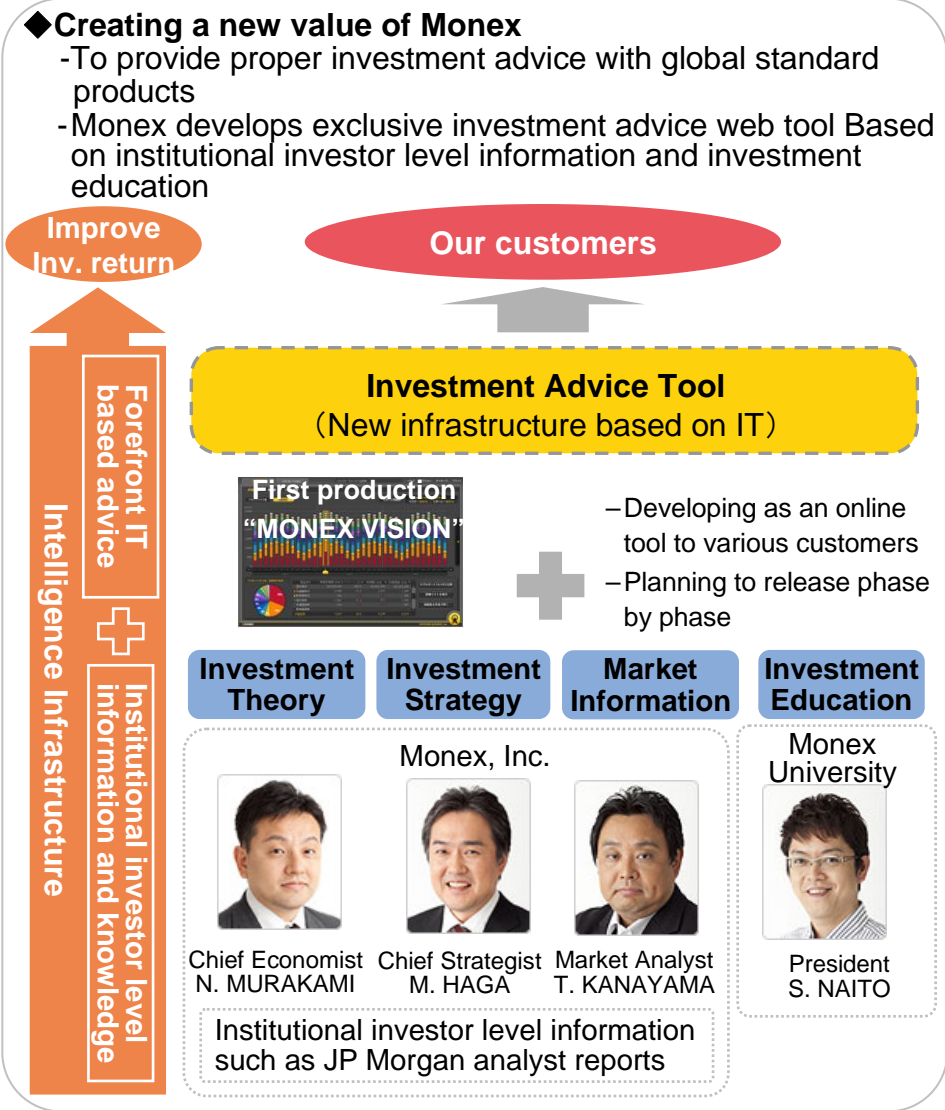 ◆Creating a new value of Monex
-To provide proper investment advice with global standard
products
-Monex develops exclusive investment advice web tool Based
on institutional investor level information and investment
education
Improve
Inv. return
Our customers
Intelligence Infrastructure
Forefront IT
based advice
Institutional investor level
information and knowledge
Investment Advice Tool
（New infrastructure based on IT）
First production
“MONEX VISION”
–Developing as an online
tool to various customers
–Planning to release phase
by phase
Investment
Theory
Investment
Strategy
Market
Information
Investment
Education
Monex, Inc.
Monex
University
Chief Economist
N. MURAKAMI
Chief Strategist
M. HAGA
Market Analyst
T. KANAYAMA
President
S. NAITO
Institutional investor level information
such as JP Morgan analyst reports